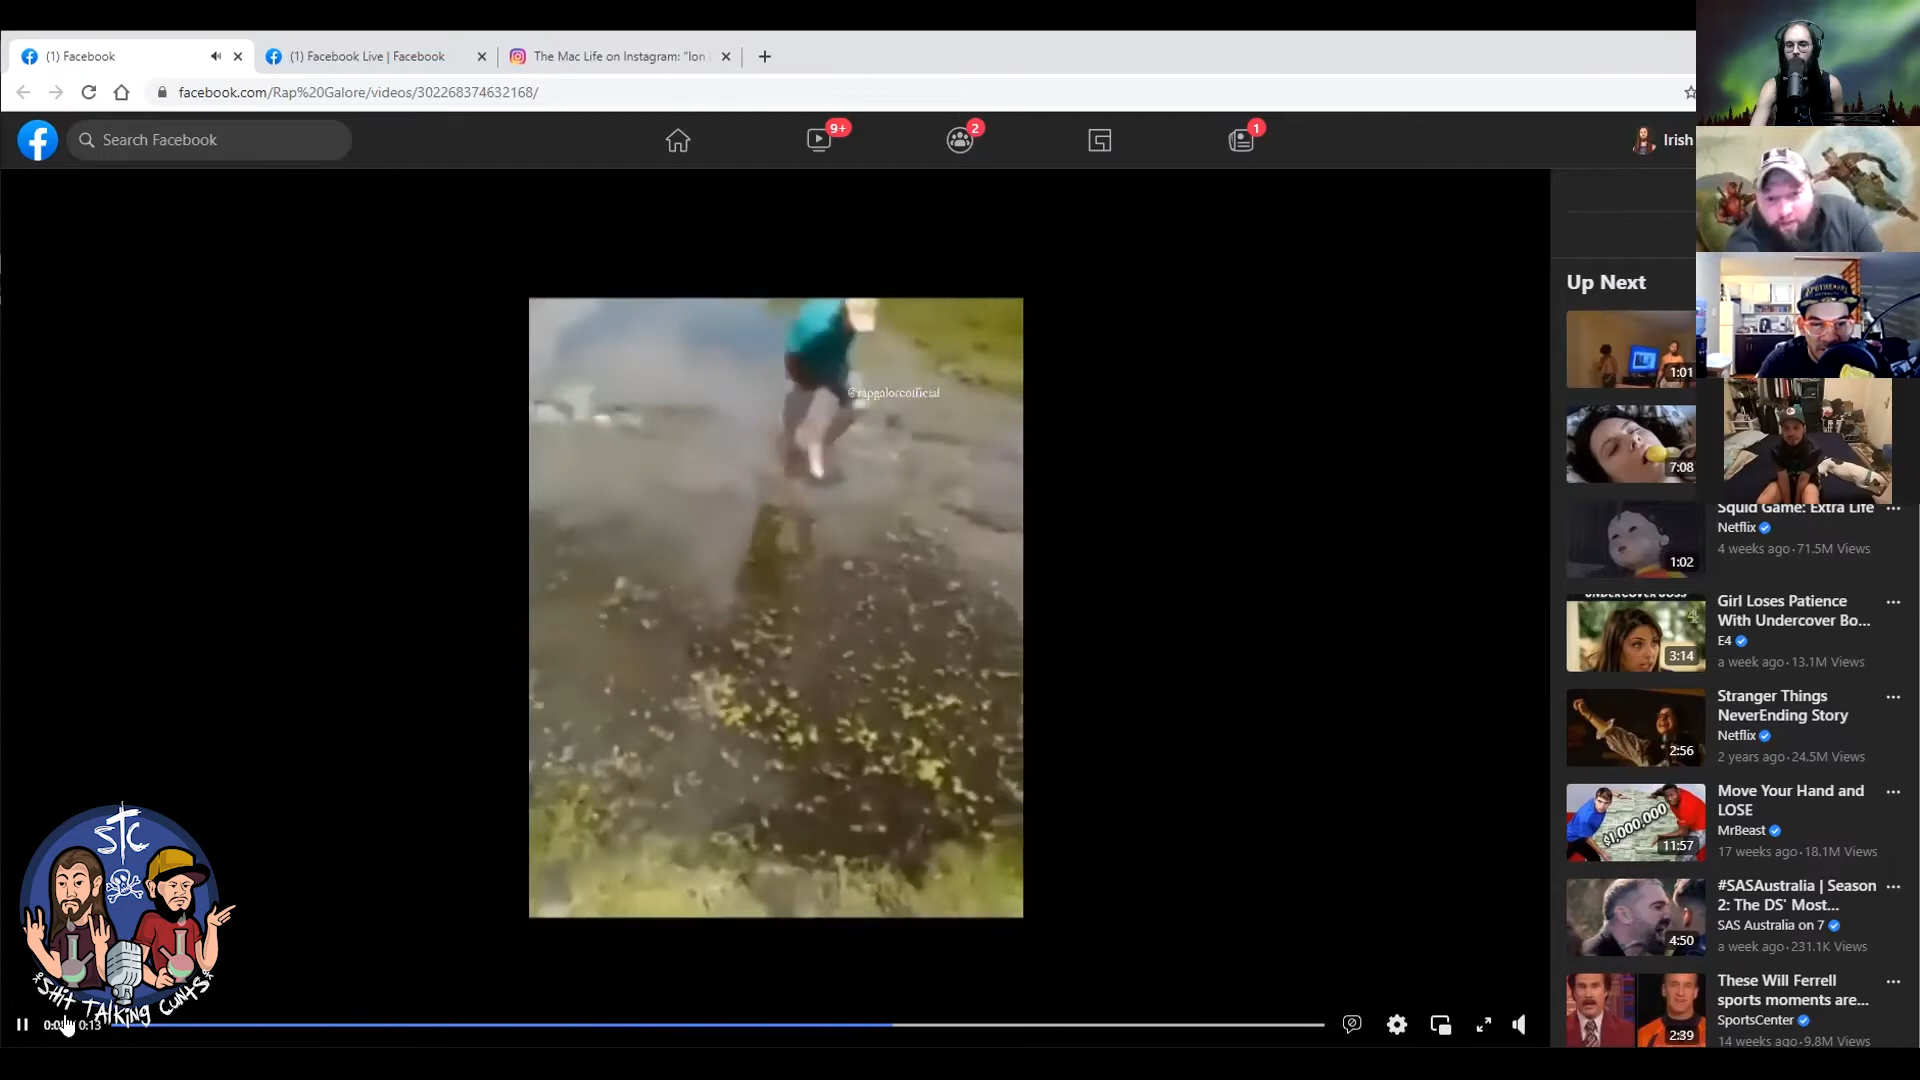 (1) Facebook
(1) Facebook Live | Facebook
The Mac Life on Instagram: "Ion
facebook.com/Rap%20Galore/videos/302268374632168/
Search Facebook
9+
2
1
Irish
@rapgaloreofficial
Up Next
1:01
7:08
Squid Game: Extra Life
Netflix
4 weeks ago · 71.5M Views
1:02
UNDERCOVER BOSS
Girl Loses Patience
With Undercover Bo...
E4
a week ago · 13.1M Views
3:14
Stranger Things
NeverEnding Story
Netflix
2 years ago · 24.5M Views
2:56
Move Your Hand and
LOSE
MrBeast
17 weeks ago · 18.1M Views
$1,000,000
11:57
#SASAustralia | Season
2: The DS' Most...
SAS Australia on 7
a week ago · 231.1K Views
4:50
These Will Ferrell
sports moments are...
SportsCenter
14 weeks ago · 9.8M Views
2:39
STC
SHIT TALKING CUNTS
0:13